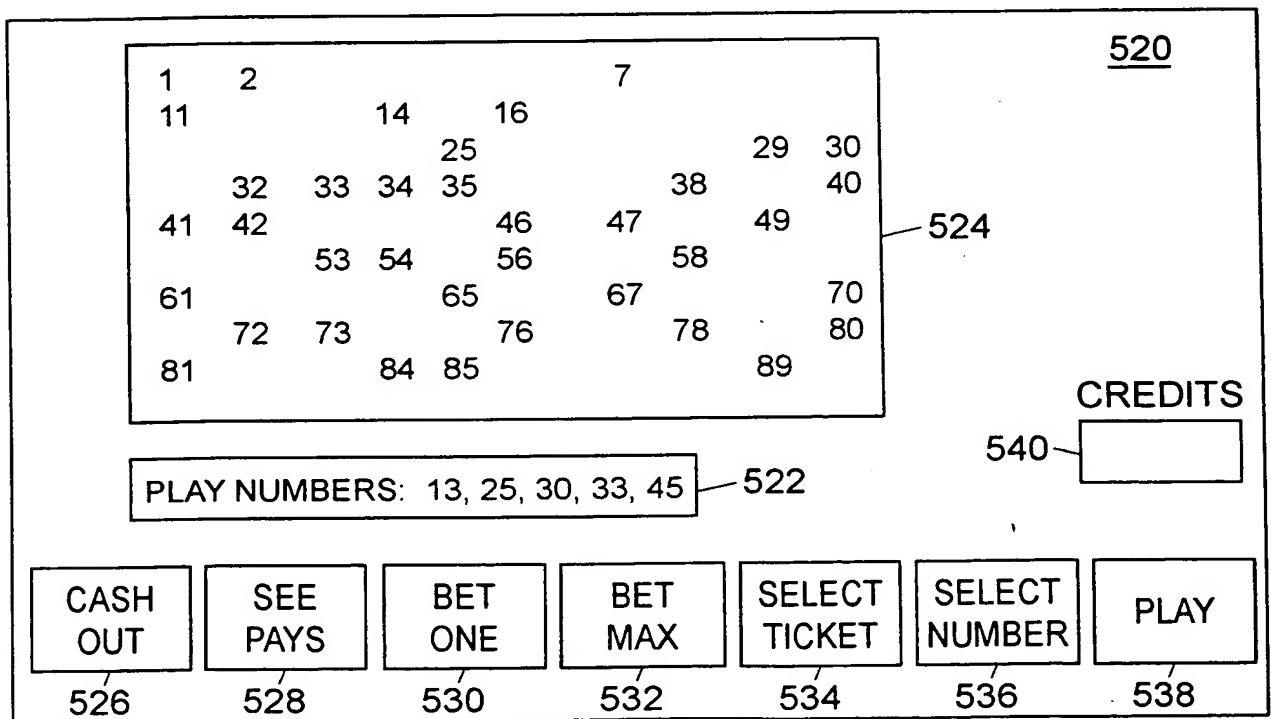 520
1 2 7
11 14 16
25 29 30
32 33 34 35 38 40
41 42 46 47 49
524
53 54 56 58
61 65 67 70
72 73 76 78 80
81 84 85 89
CREDITS
540
PLAY NUMBERS: 13, 25, 30, 33, 45
522
CASH OUT
SEE PAYS
BET ONE
BET MAX
SELECT TICKET
SELECT NUMBER
PLAY
526 528 530 532 534 536 538